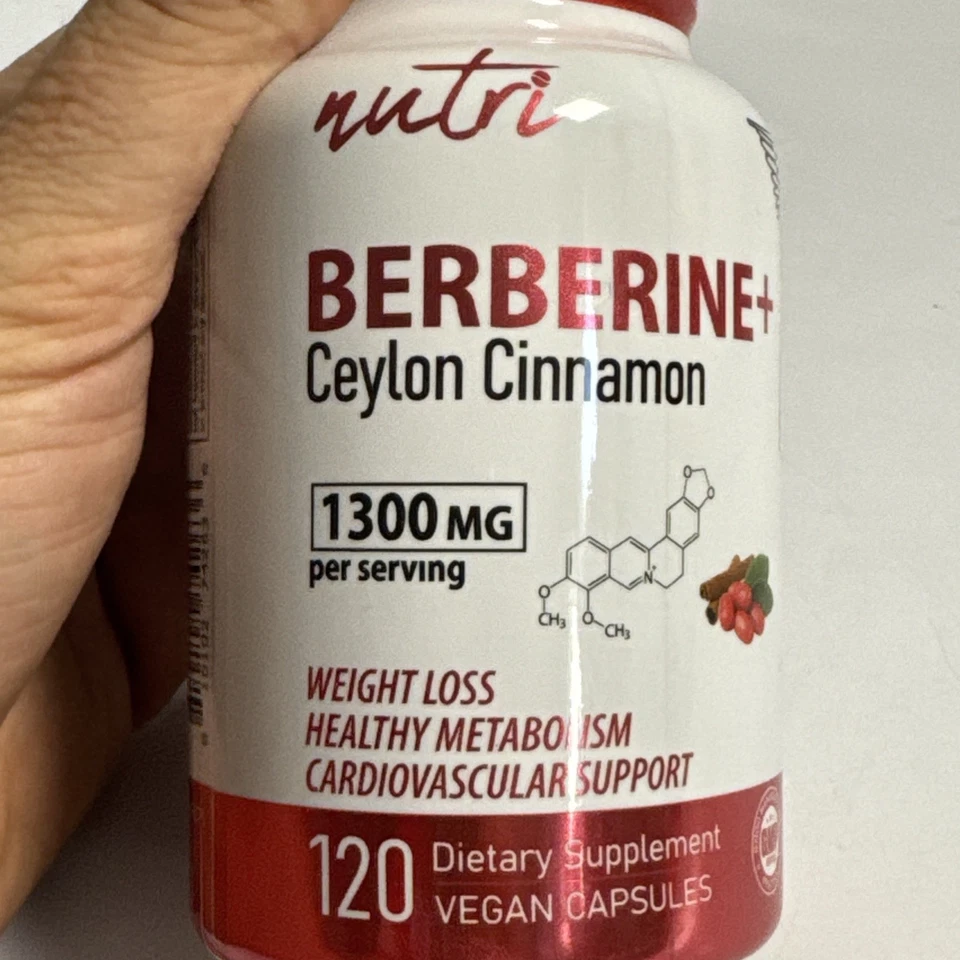 nutri
BERBERINE+
Ceylon Cinnamon
1300 MG
per serving
N+
O
O
O
CH3
O
CH3
WEIGHT LOSS
HEALTHY METABOLISM
CARDIOVASCULAR SUPPORT
120 Dietary Supplement
VEGAN CAPSULES